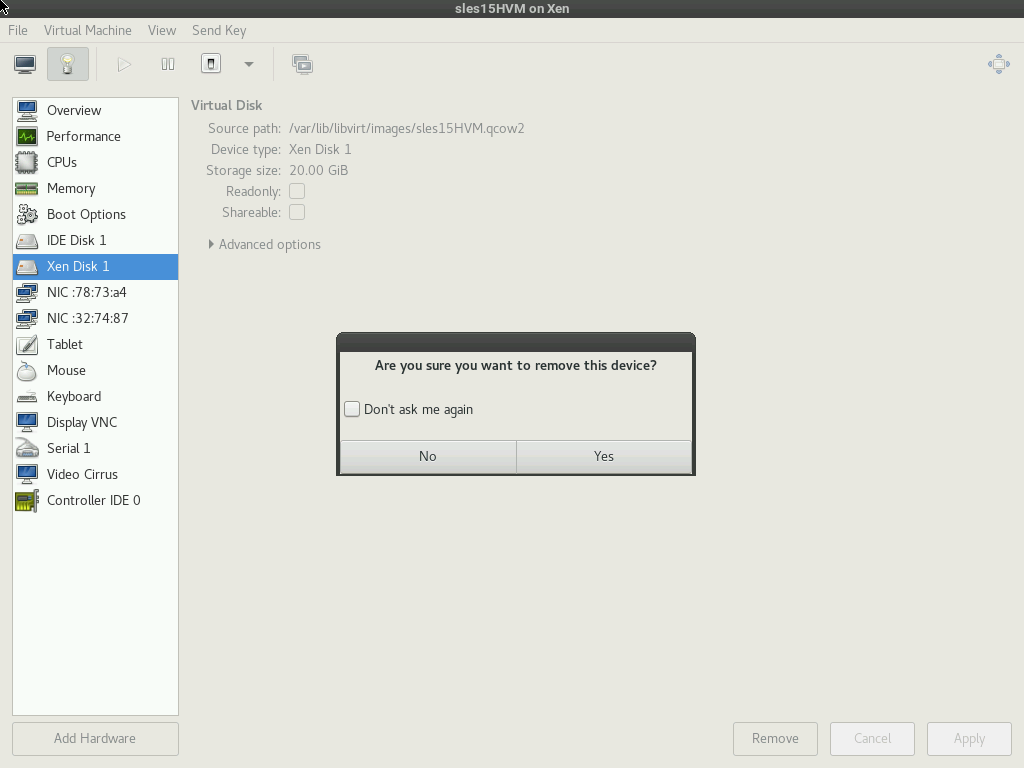 sles15HVM on Xen
File Virtual Machine View Send Key
Overview
Performance
CPUs
Memory
Boot Options
IDE Disk 1
Xen Disk 1
NIC :78:73:a4
NIC :32:74:87
Tablet
Mouse
Keyboard
Display VNC
Serial 1
Video Cirrus
Controller IDE 0
Add Hardware
Virtual Disk
Source path: /var/lib/libvirt/images/sles15HVM.qcow2
Device type: Xen Disk 1
Storage size: 20.00 GiB
Readonly:
Shareable:
Advanced options
Are you sure you want to remove this device?
Don't ask me again
No Yes
Remove Cancel Apply